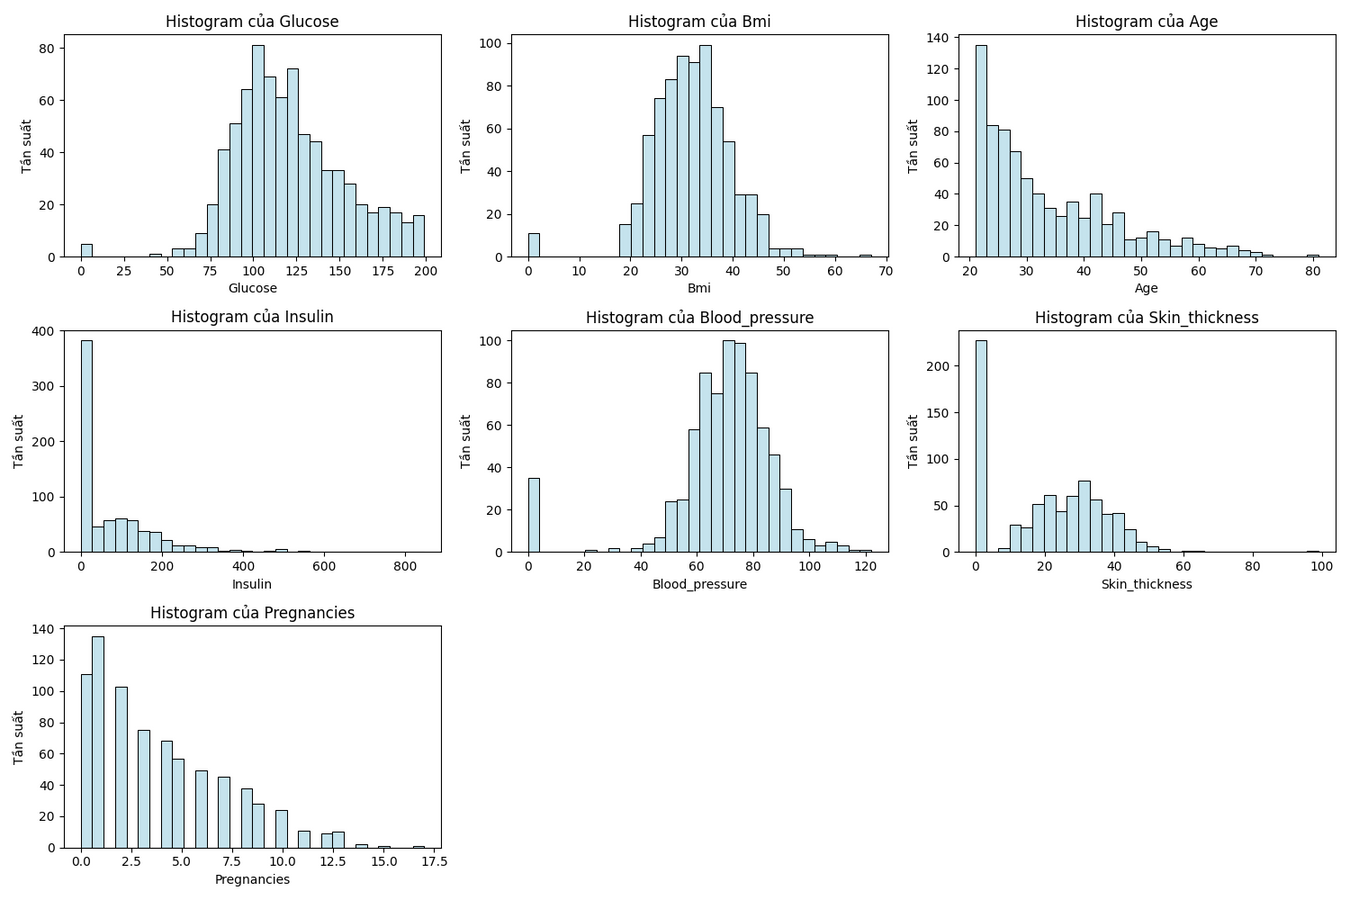 Histogram của Glucose
80
60
40
20
0
Tần suất
0 25 50 75 100 125 150 175 200
Glucose
Histogram của Bmi
100
80
60
40
20
0
Tần suất
0 10 20 30 40 50 60 70
Bmi
Histogram của Age
140
120
100
80
60
40
20
0
Tần suất
20 30 40 50 60 70 80
Age
Histogram của Insulin
400
300
200
100
0
Tần suất
0 200 400 600 800
Insulin
Histogram của Blood_pressure
100
80
60
40
20
0
Tần suất
0 20 40 60 80 100 120
Blood_pressure
Histogram của Skin_thickness
200
150
100
50
0
Tần suất
0 20 40 60 80 100
Skin_thickness
Histogram của Pregnancies
140
120
100
80
60
40
20
0
Tần suất
0.0 2.5 5.0 7.5 10.0 12.5 15.0 17.5
Pregnancies